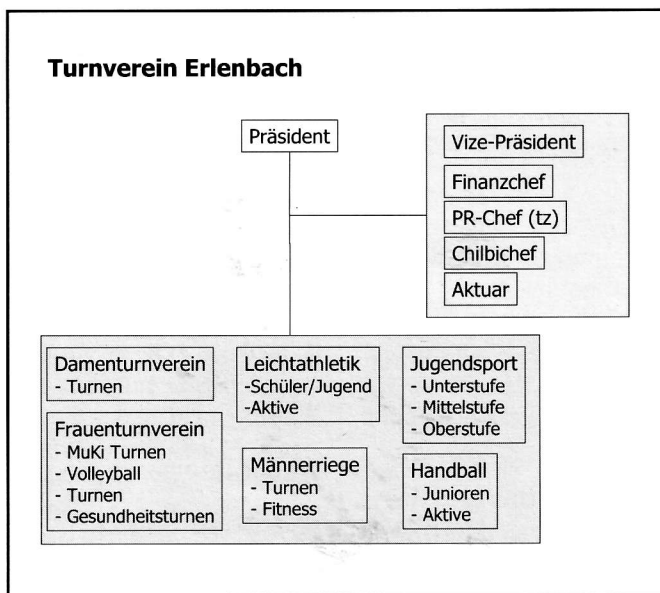 Turnverein Erlenbach
Präsident
Vize-Präsident
Finanzchef
PR-Chef (tz)
Chilbichef
Aktuar
Damenturnverein
- Turnen
Frauenturnverein
- MuKi Turnen
- Volleyball
- Turnen
- Gesundheitsturnen
Leichtathletik
-Schüler/Jugend
-Aktive
Männerriege
- Turnen
- Fitness
Jugendsport
- Unterstufe
- Mittelstufe
- Oberstufe
Handball
- Junioren
- Aktive